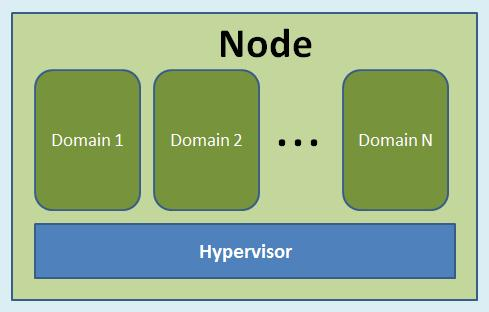 Node
Domain 1
Domain 2
...
Domain N
Hypervisor